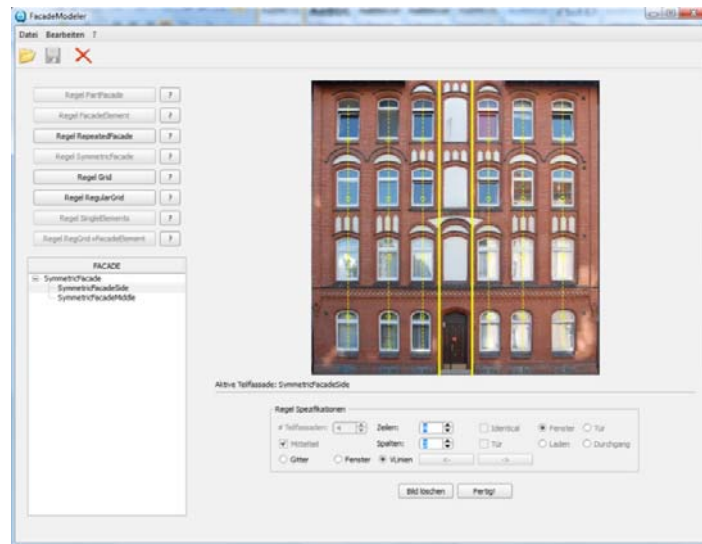 FacadeModeler
Datei Bearbeiten ?
Regel PartFacade ?
Regel FacadeElement ?
Regel RepeatedFacade ?
Regel SymmetricFacade ?
Regel Grid ?
Regel RegularGrid ?
Regel SingleElements ?
Regel RegGrid+FacadeElement ?
FACADE
SymmetricFacade
SymmetricFacadeSide
SymmetricFacadeMiddle
Aktive Teilfassade: SymmetricFacadeSide
Regel Spezifikationen
# Teilfassaden: Zeilen: Identical Fenster Tür
Mittelteil Spalten: Tür Laden Durchgang
Gitter Fenster VLinien <- ->
Bild löschen Fertig!